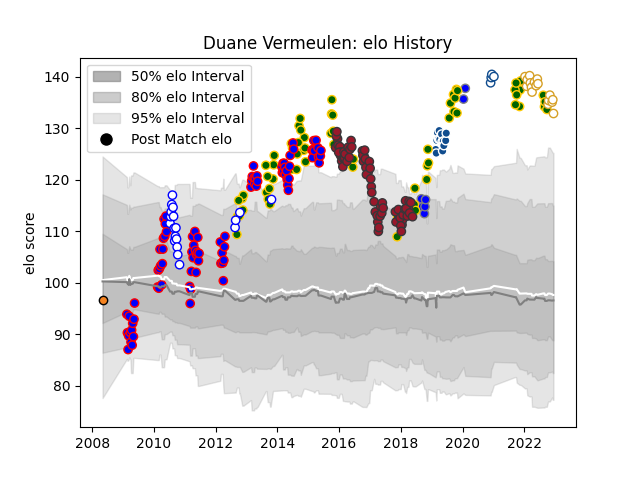 Duane Vermeulen: elo History
50% elo Interval
80% elo Interval
95% elo Interval
Post Match elo
elo score
140
130
120
110
100
90
80
2008 2010 2012 2014 2016 2018 2020 2022